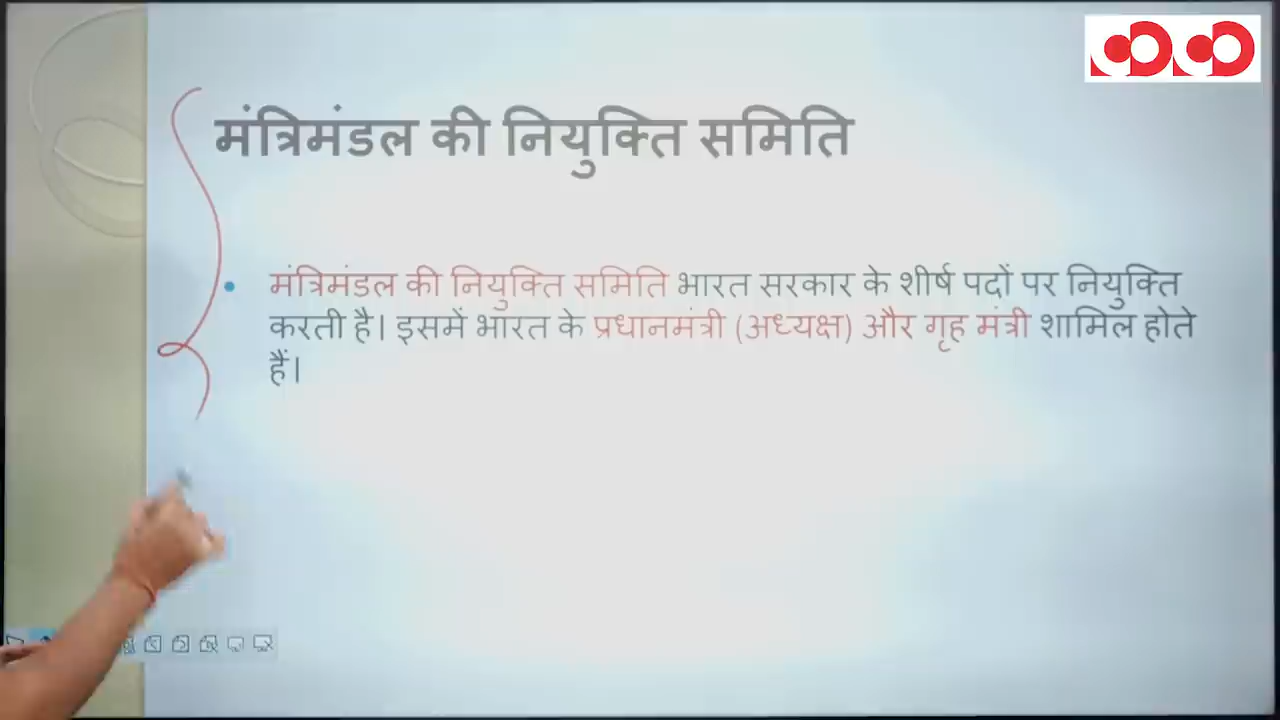 मंत्रिमंडल की नियुक्ति समिति
मंत्रिमंडल की नियुक्ति समिति भारत सरकार के शीर्ष पदों पर नियुक्ति
करती है। इसमें भारत के प्रधानमंत्री (अध्यक्ष) और गृह मंत्री शामिल होते
हैं।